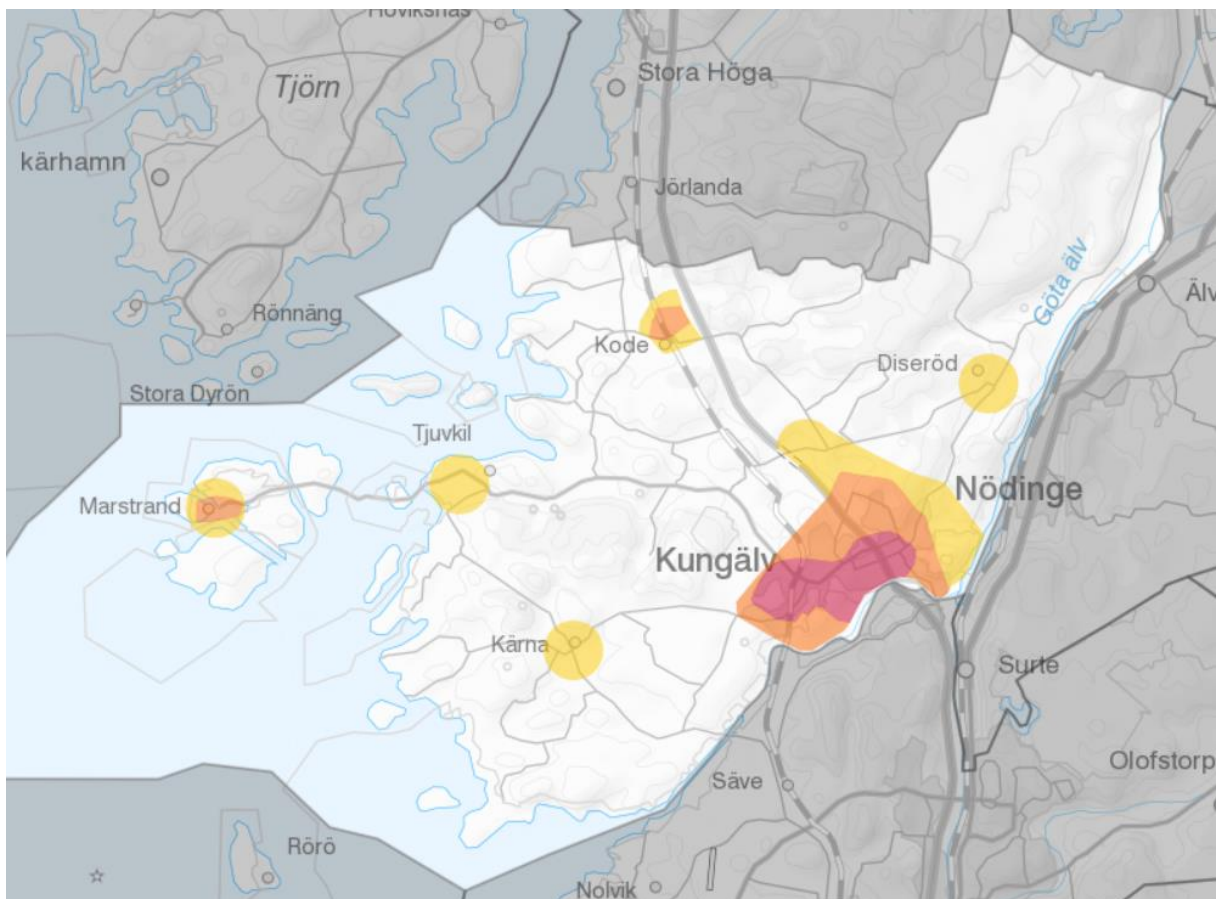 Tjörn
Stora Höga
kärhamn
Jörlanda
Göta älv
Älv
Rönnäng
Kode
Diseröd
Stora Dyrön
Tjuvkil
Marstrand
Nödinge
Kungälv
Kärna
Surte
Säve
Olofstorp
Rörö
Nolvik